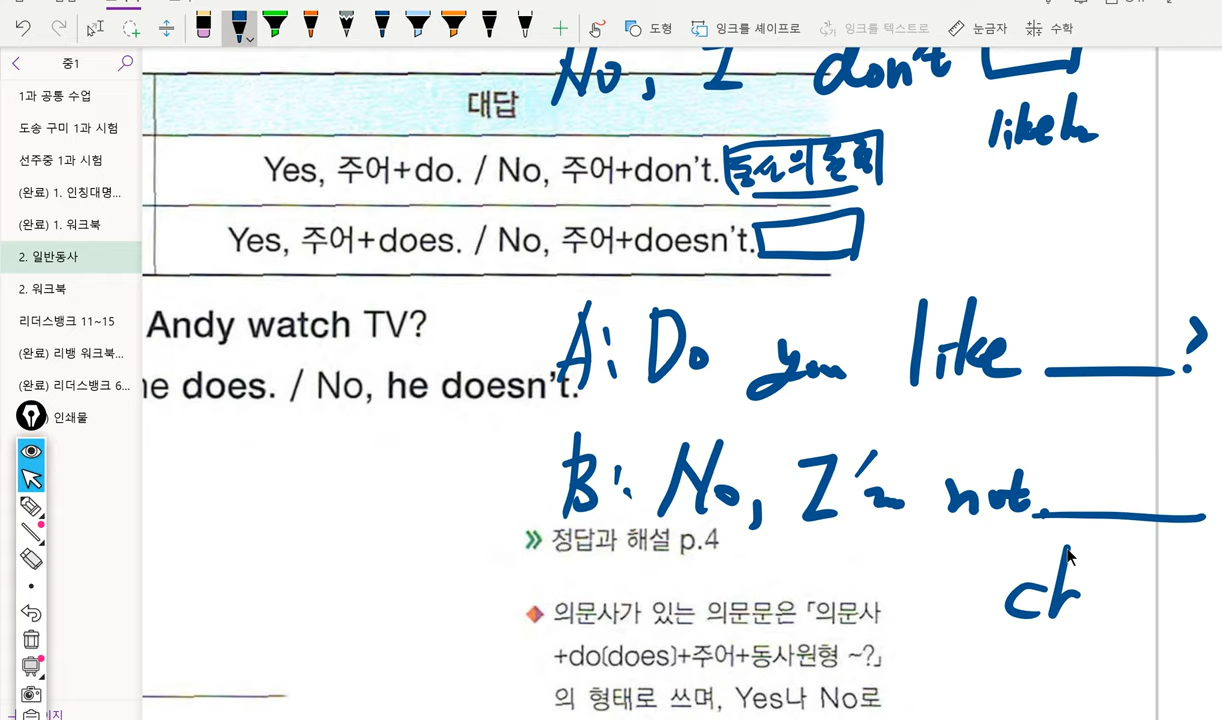 도형
잉크를 셰이프로
잉크를 텍스트로
눈금자
수학
중1
1과 공통 수업
도송 구미 1과 시험
선주중 1과 시험
(완료) 1. 인칭대명...
(완료) 1. 워크북
2. 일반동사
2. 워크북
리더스뱅크 11~15
(완료) 리뱅 워크북...
(완료) 리더스뱅크 6...
인쇄물
No, I don't
like
대답
Yes, 주어+do. / No, 주어+don't.
Yes, 주어+does. / No, 주어+doesn't.
Andy watch TV?
he does. / No, he doesn't.
A: Do you like ____?
B: No, I'm not ____
ch
정답과 해설 p.4
의문사가 있는 의문문은 「의문사
+do(does)+주어+동사원형 ~?」
의 형태로 쓰며, Yes나 No로